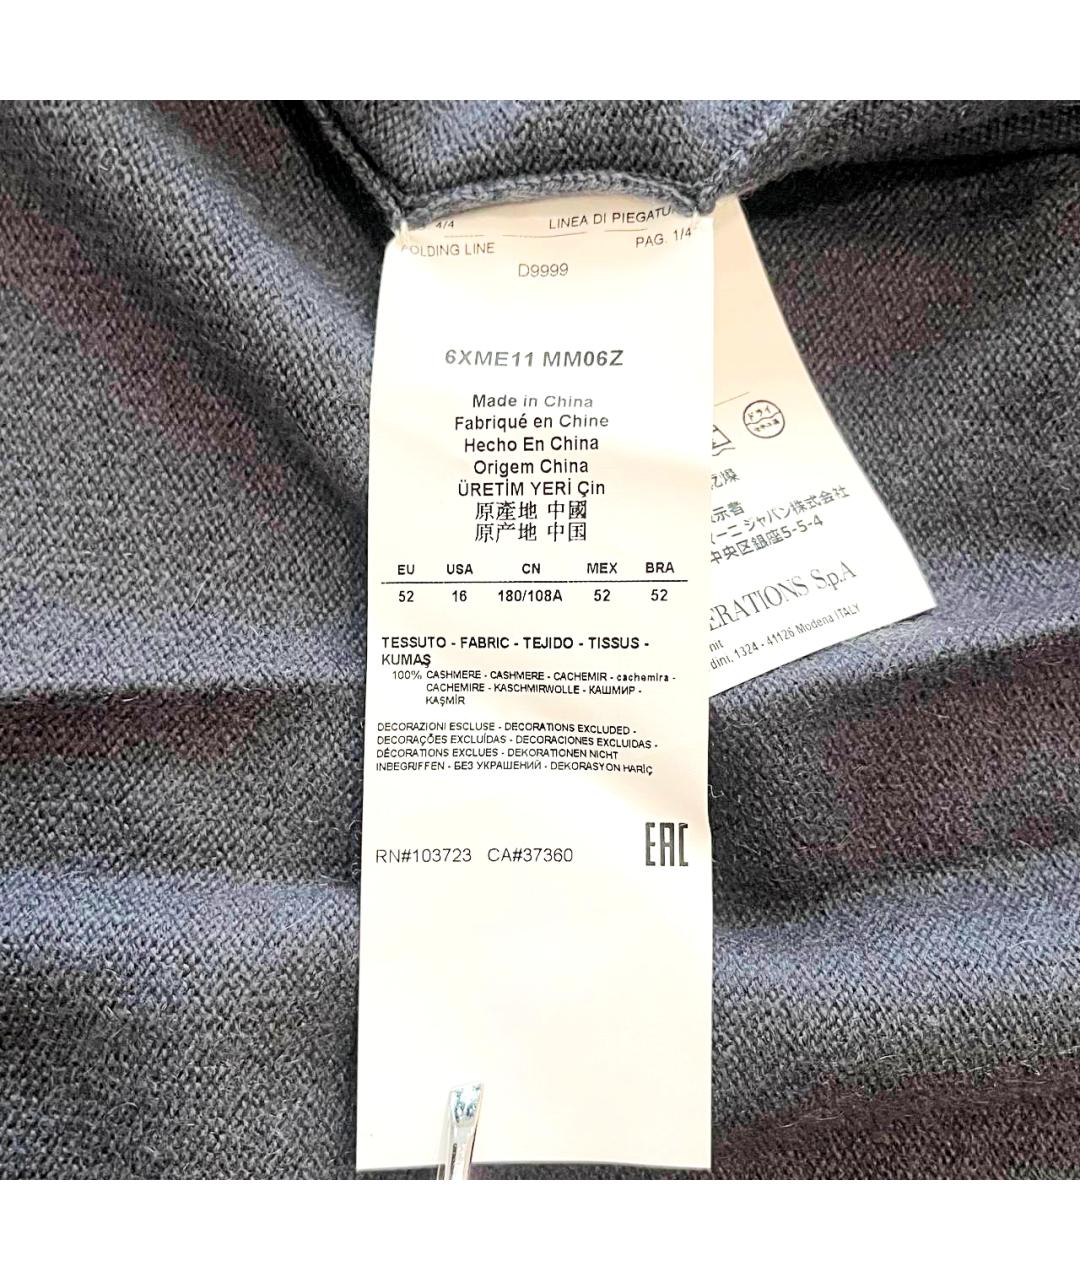 4/4
LINEA DI
FOLDING LINE
PAG. 1/4
D9999
6XME11 MM06Z
Made in China
Fabriqué en Chine
Hecho En China
Origem China
ÜRETİM YERİ Çin
原產地 中國
原产地 中国
EU USA CN MEX BRA
52 16 180/108A 52 52
TESSUTO - FABRIC - TEJIDO - TISSUS -
KUMAŞ
100% CASHMERE - CASHMERE - CACHEMIR - cachemira -
CACHEMIRE - KASCHMIRWOLLE - КАШМИР -
KAŞMİR
DECORAZIONI ESCLUSE - DECORATIONS EXCLUDED -
DECORAÇÕES EXCLUÍDAS - DECORACIONES EXCLUIDAS -
DÉCORATIONS EXCLUES - DEKORATIONEN NICHT
INBEGRIFFEN - БЕЗ УКРАШЕНИЙ - DEKORASYON HARİÇ
RN#103723 CA#37360
EAC
ドライ
乾燥
表示者
ーニ ジャパン株式会社
中央区銀座5-5-4
ERATIONS S.p.A
nit
dini, 1324 - 41126 Modena ITALY